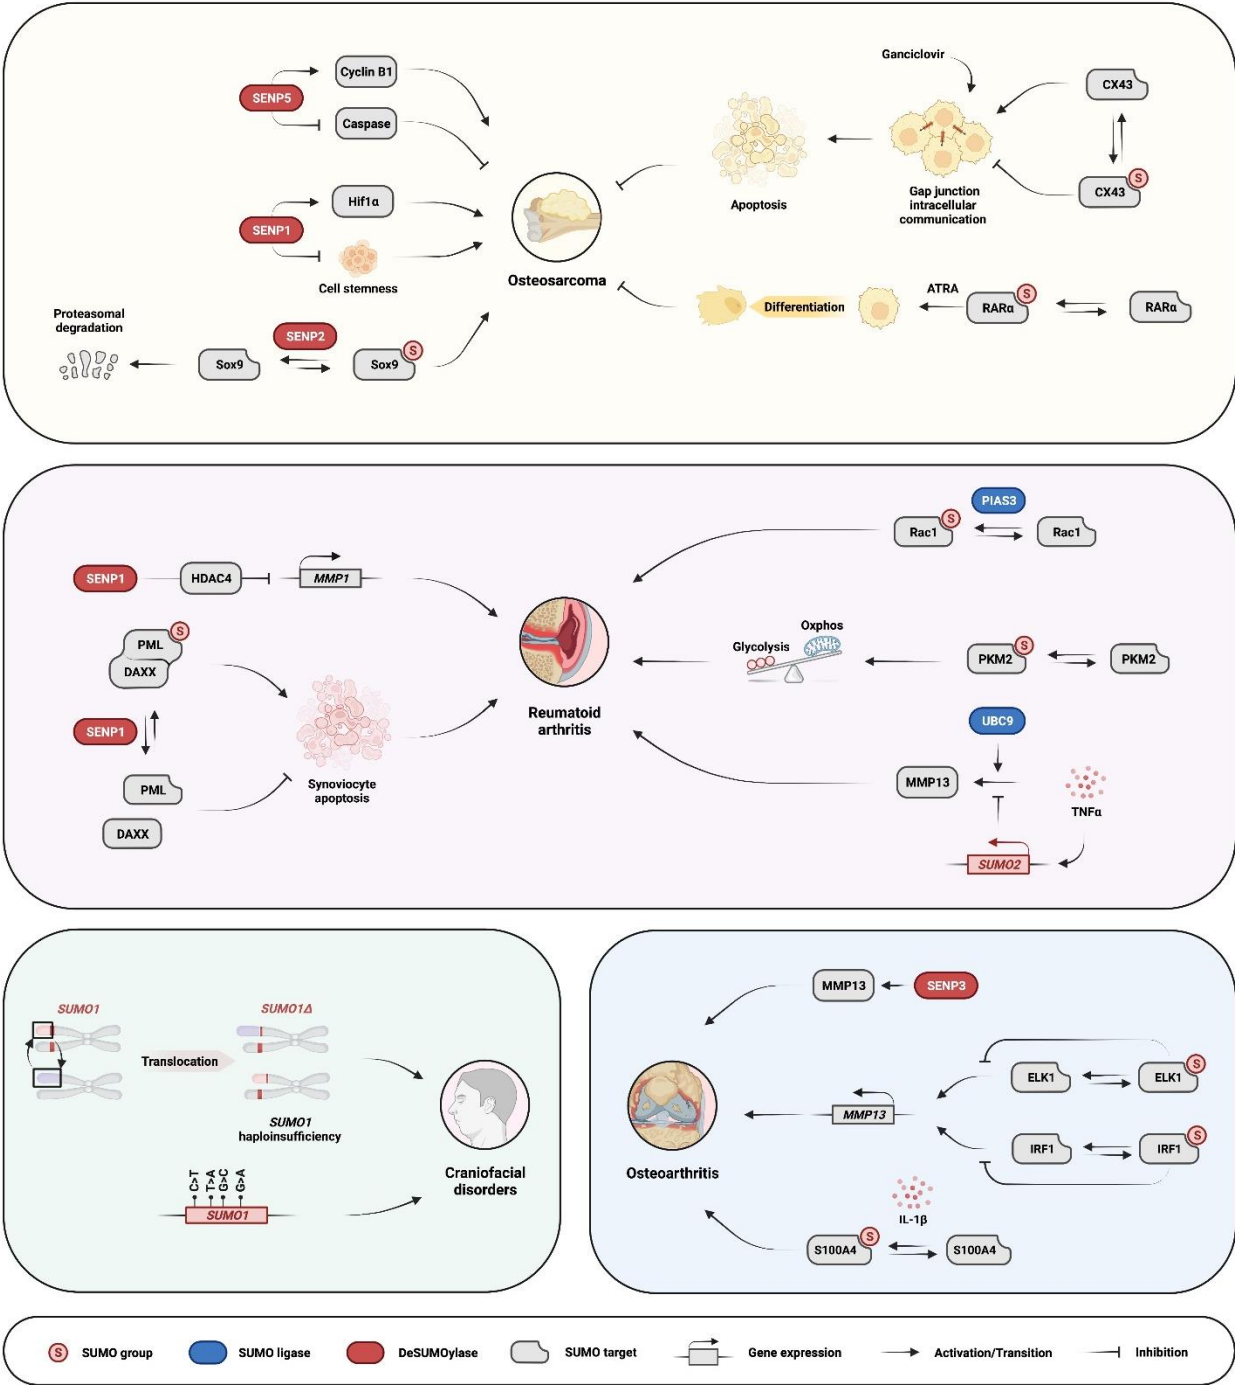 SENP5
Cyclin B1
Caspase
SENP1
Hif1α
Cell stemness
Proteasomal
degradation
SENP2
Sox9
Sox9
S
Osteosarcoma
Ganciclovir
CX43
CX43
S
Gap junction
intracellular
communication
Apoptosis
Differentiation
ATRA
RARα
S
RARα
SENP1
HDAC4
MMP1
PML
S
DAXX
SENP1
PML
DAXX
Synoviocyte
apoptosis
Reumatoid
arthritis
PIAS3
Rac1
S
Rac1
Glycolysis
Oxphos
PKM2
S
PKM2
UBC9
MMP13
TNFα
SUMO2
SUMO1
SUMO1Δ
Translocation
SUMO1
haploinsufficiency
C>T
T>A
G>C
G>A
SUMO1
Craniofacial
disorders
MMP13
SENP3
ELK1
ELK1
S
MMP13
IRF1
IRF1
S
Osteoarthritis
IL-1β
S100A4
S
S100A4
S
SUMO group
SUMO ligase
DeSUMOylase
SUMO target
Gene expression
Activation/Transition
Inhibition